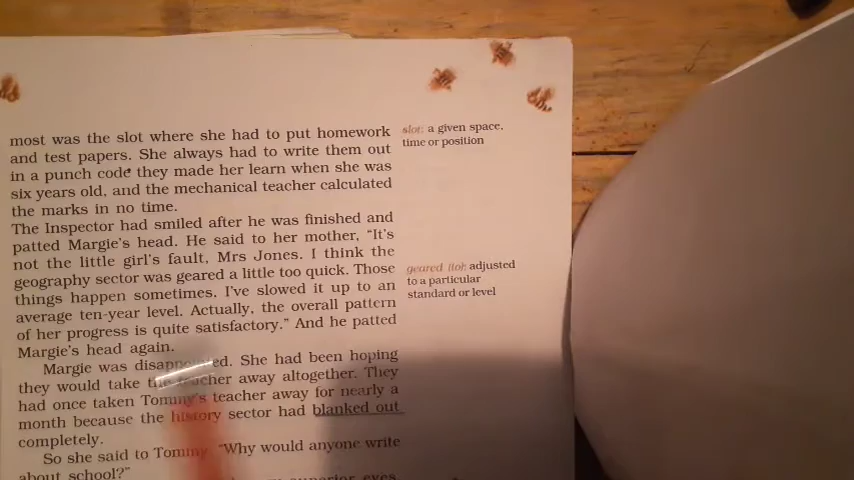 most was the slot where she had to put homework
and test papers. She always had to write them out
in a punch code they made her learn when she was
six years old, and the mechanical teacher calculated
the marks in no time.
The Inspector had smiled after he was finished and
patted Margie's head. He said to her mother, “It's
not the little girl's fault, Mrs Jones. I think the
geography sector was geared a little too quick. Those
things happen sometimes. I've slowed it up to an
average ten-year level. Actually, the overall pattern
of her progress is quite satisfactory.” And he patted
Margie's head again.
Margie was She had been hoping
they would take the teacher away altogether. They
had once taken Tommy's teacher away for nearly a
month because the history sector had blanked out
completely.
So she said to Tommy, “Why would anyone write
about school?”
superior eyes.
slot: a given space,
time or position
geared (to): adjusted
to a particular
standard or level